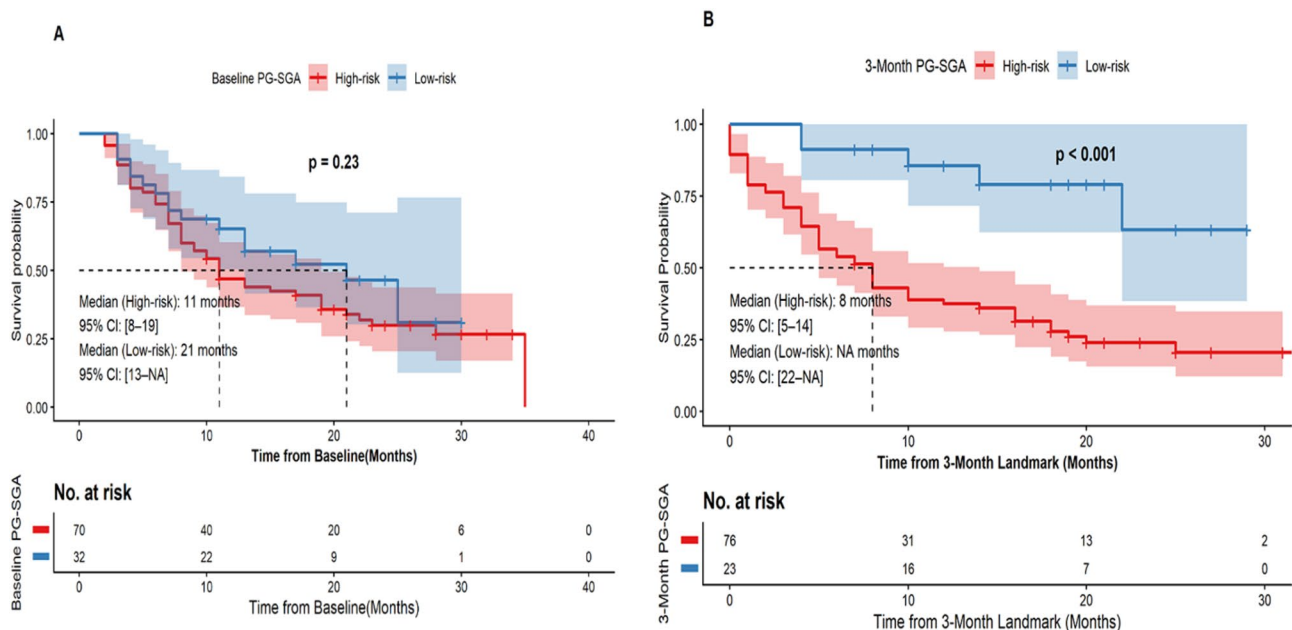 A
Baseline PG-SGA High-risk Low-risk
Survival probability
1.00
0.75
0.50
0.25
0.00
p = 0.23
Median (High-risk): 11 months
95% CI: [8–19]
Median (Low-risk): 21 months
95% CI: [13–NA]
0 10 20 30 40
Time from Baseline(Months)
No. at risk
Baseline PG-SGA
70 40 20 6 0
32 22 9 1 0
0 10 20 30 40
Time from Baseline(Months)
B
3-Month PG-SGA High-risk Low-risk
Survival Probability
1.00
0.75
0.50
0.25
0.00
p < 0.001
Median (High-risk): 8 months
95% CI: [5–14]
Median (Low-risk): NA months
95% CI: [22–NA]
0 10 20 30
Time from 3-Month Landmark (Months)
No. at risk
3-Month PG-SGA
76 31 13 2
23 16 7 0
0 10 20 30
Time from 3-Month Landmark (Months)